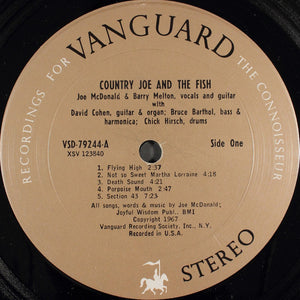 RECORDINGS FOR
VANGUARD
THE CONNOISSEUR
COUNTRY JOE AND THE FISH
Joe McDonald & Barry Melton, vocals and guitar
with
David Cohen, guitar & organ; Bruce Barthol, bass &
harmonica; Chick Hirsch, drums
VSD-79244-A
Side One
XSV 123840
1. Flying High 2:37
2. Not so Sweet Martha Lorraine 4:18
3. Death Sound 4:21
4. Porpoise Mouth 2:47
5. Section 43 7:23
All songs, words & music by Joe McDonald;
Joyful Wisdom Publ., BMI
Copyright 1967
Vanguard Recording Society, Inc., N.Y.
Recorded in U.S.A.
STEREO